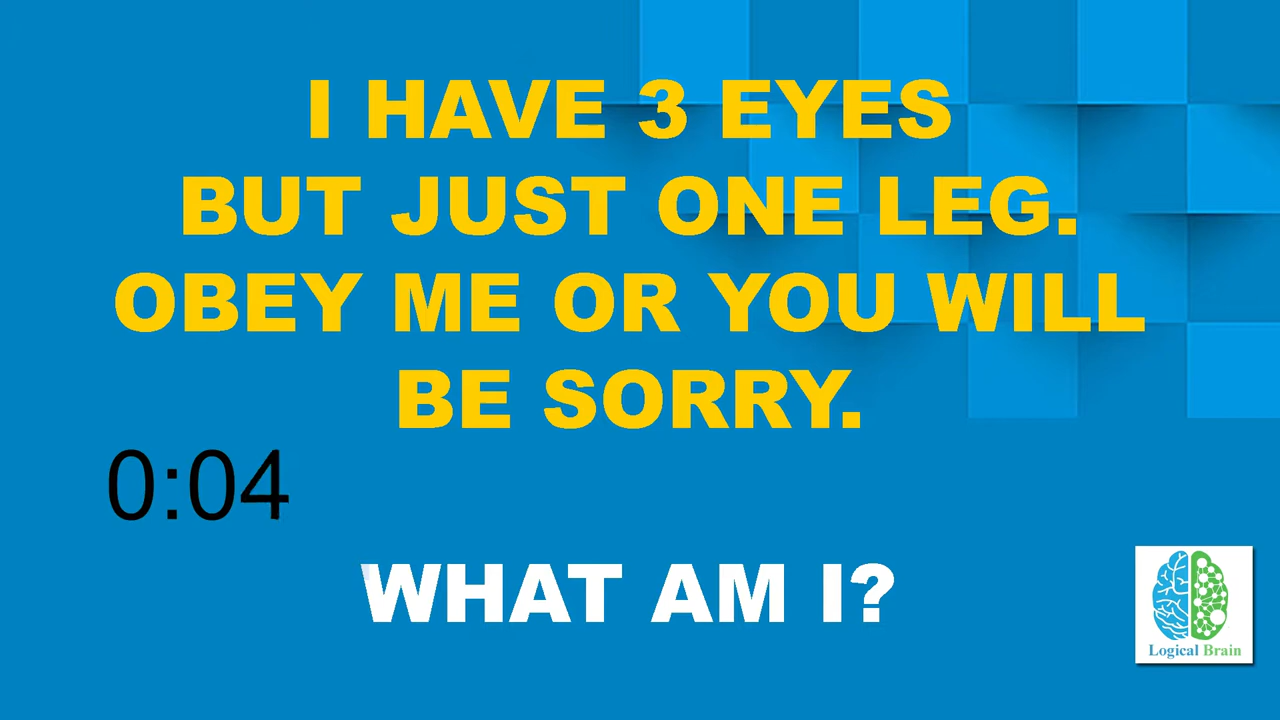 I HAVE 3 EYES
BUT JUST ONE LEG.
OBEY ME OR YOU WILL
BE SORRY.
0:04
WHAT AM I?
Logical Brain